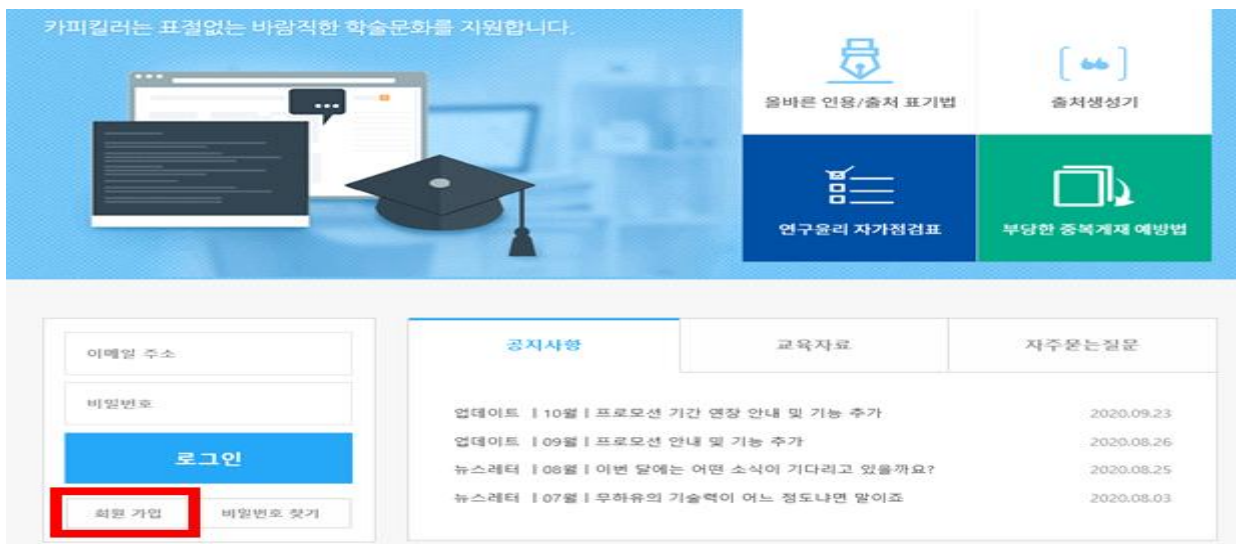 카피킬러는 표절없는 바람직한 학술문화를 지원합니다.
올바른 인용/출처 표기법
출처생성기
연구윤리 자가점검표
부당한 중복게재 예방법
이메일 주소
비밀번호
로그인
회원 가입
비밀번호 찾기
공지사항
교육자료
자주묻는질문
업데이트 | 10월 | 프로모션 기간 연장 안내 및 기능 추가 2020.09.23
업데이트 | 09월 | 프로모션 안내 및 기능 추가 2020.08.26
뉴스레터 | 08월 | 이번 달에는 어떤 소식이 기다리고 있을까요? 2020.08.25
뉴스레터 | 07월 | 무하유의 기술력이 어느 정도냐면 말이죠 2020.08.03